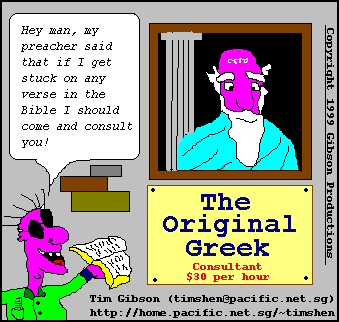 Hey man, my
preacher said
that if I get
stuck on any
verse in the
Bible I should
come and consult
you!
Copyright 1999 Gibson Productions
The
Original
Greek
Consultant
$30 per hour
Tim Gibson (timshen@pacific.net.sg)
http://home.pacific.net.sg/~timshen